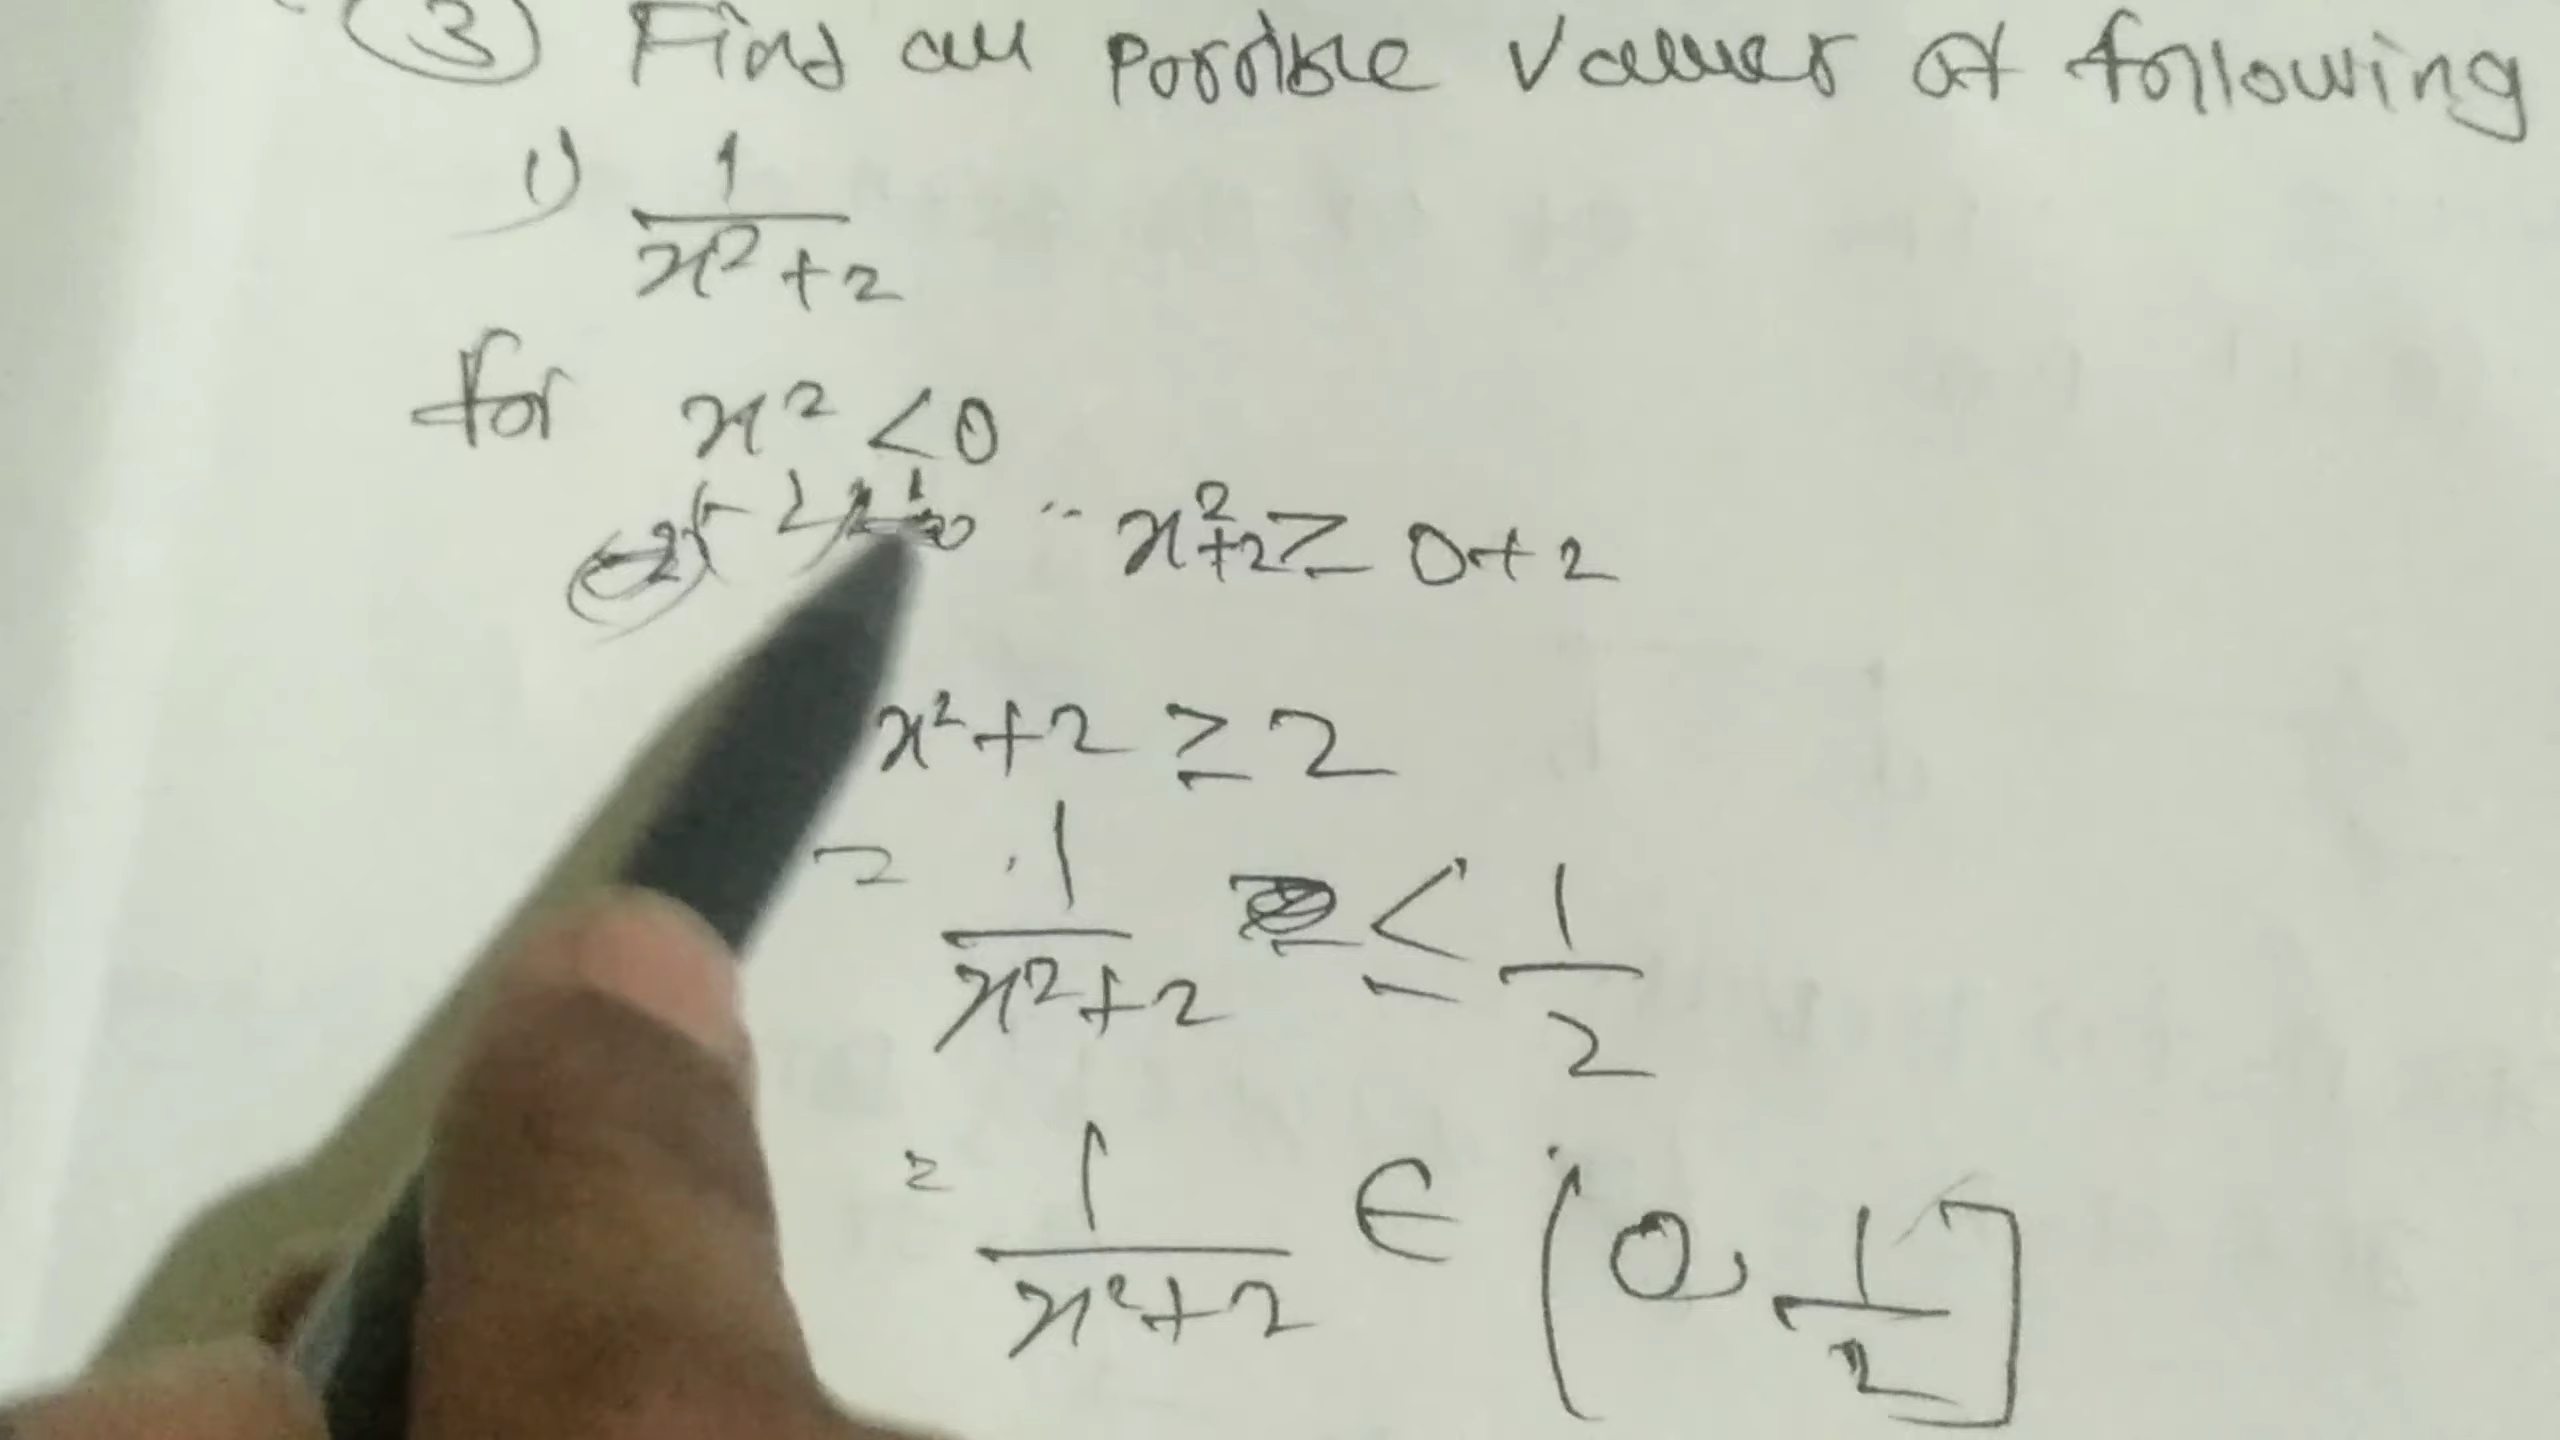 ③ Find all possible values of following
1) 1/(x²+2)
for x² < 0
x²+2 ≥ 0+2
x²+2 ≥ 2
= 1/(x²+2) ≤ 1/2
= 1/(x²+2) ∈ (0, 1/2]